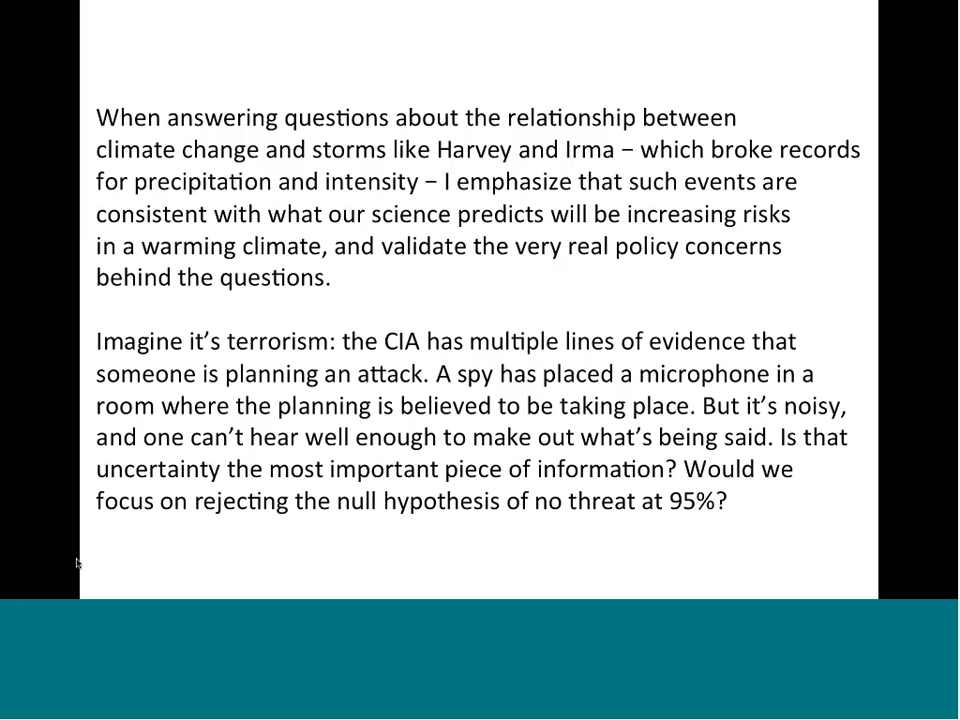 When answering questions about the relationship between
climate change and storms like Harvey and Irma − which broke records
for precipitation and intensity − I emphasize that such events are
consistent with what our science predicts will be increasing risks
in a warming climate, and validate the very real policy concerns
behind the questions.
Imagine it’s terrorism: the CIA has multiple lines of evidence that
someone is planning an attack. A spy has placed a microphone in a
room where the planning is believed to be taking place. But it’s noisy,
and one can’t hear well enough to make out what’s being said. Is that
uncertainty the most important piece of information? Would we
focus on rejecting the null hypothesis of no threat at 95%?